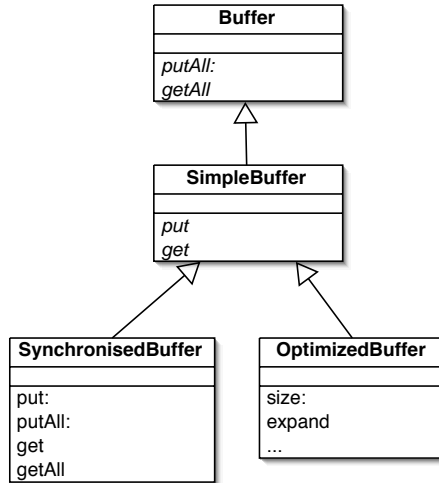 Buffer
putAll:
getAll
SimpleBuffer
put
get
SynchronisedBuffer
put:
putAll:
get
getAll
OptimizedBuffer
size:
expand
...